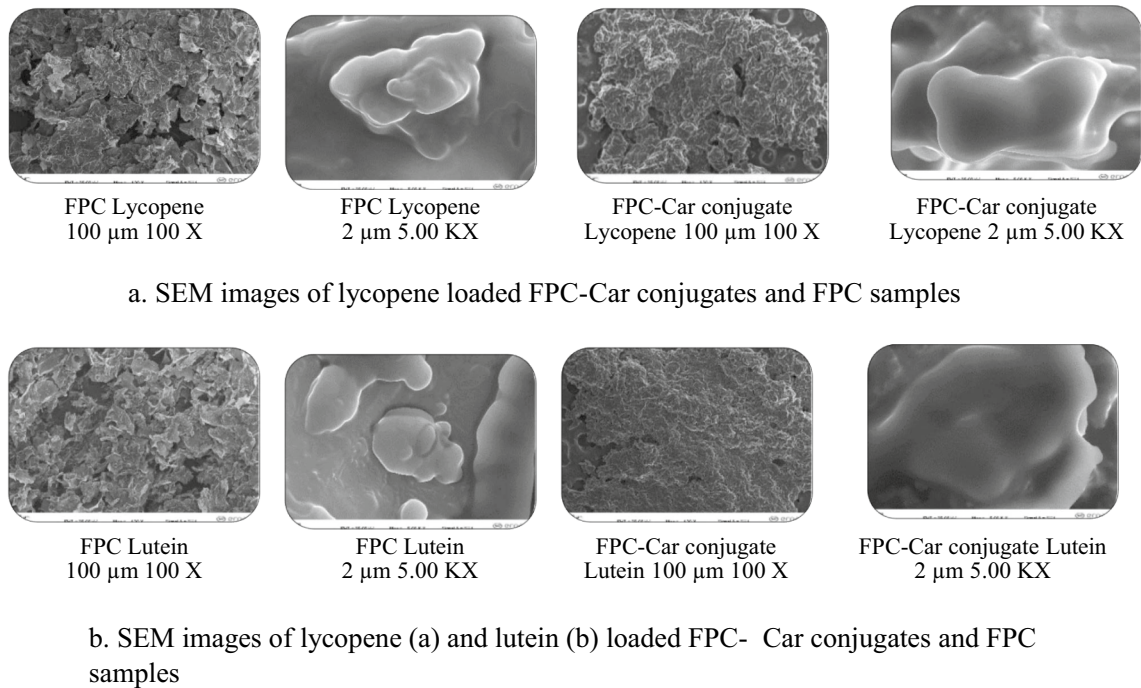 FPC Lycopene
100 µm 100 X
FPC Lycopene
2 µm 5.00 KX
FPC-Car conjugate
Lycopene 100 µm 100 X
FPC-Car conjugate
Lycopene 2 µm 5.00 KX
a. SEM images of lycopene loaded FPC-Car conjugates and FPC samples
FPC Lutein
100 µm 100 X
FPC Lutein
2 µm 5.00 KX
FPC-Car conjugate
Lutein 100 µm 100 X
FPC-Car conjugate Lutein
2 µm 5.00 KX
b. SEM images of lycopene (a) and lutein (b) loaded FPC- Car conjugates and FPC
samples